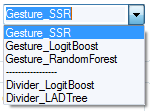 Gesture_SSR
Gesture_SSR
Gesture_LogitBoost
Gesture_RandomForest
------------------
Divider_LogitBoost
Divider_LADTree